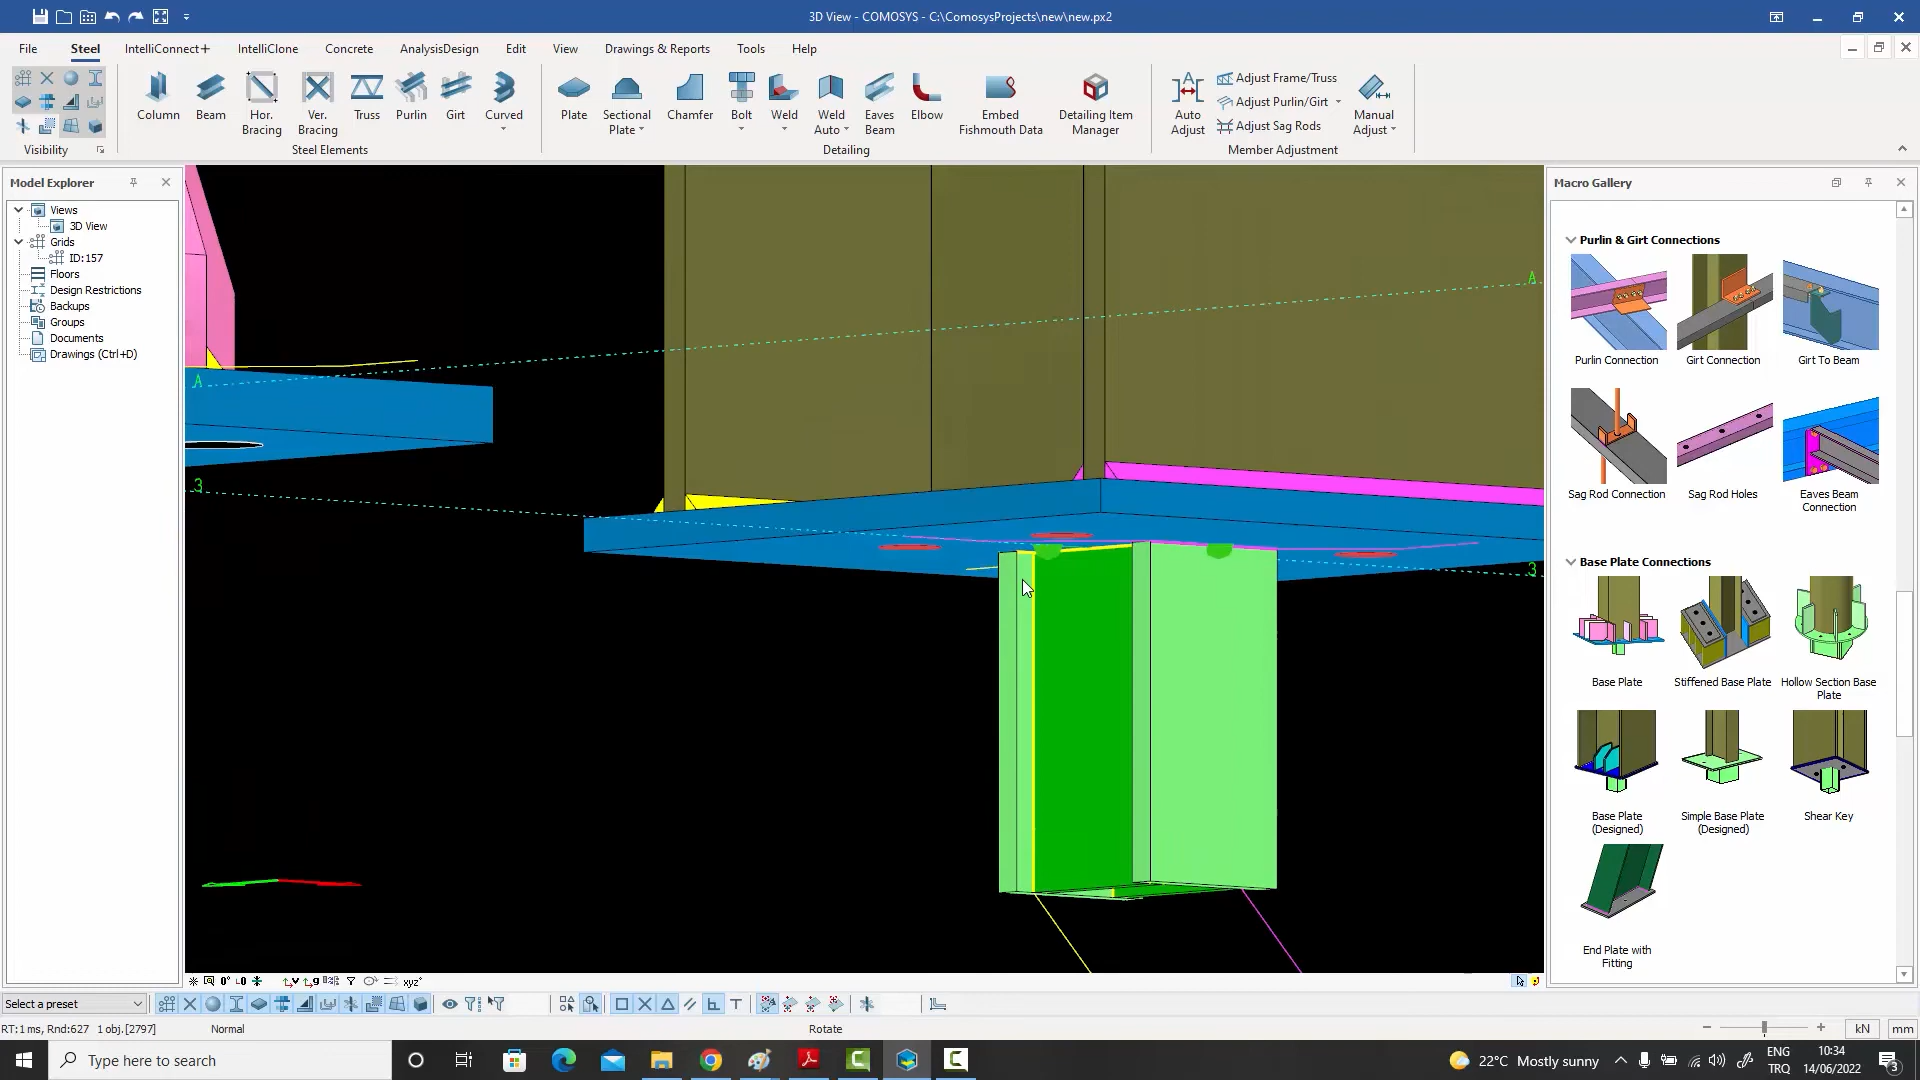 3D View - COMOSYS - C:\ComosysProjects\new\new.px2
File Steel IntelliConnect+ IntelliClone Concrete AnalysisDesign Edit View Drawings & Reports Tools Help
Column Beam Hor. Bracing Ver. Bracing Truss Purlin Girt Curved
Plate Sectional Plate Chamfer Bolt Weld Weld Auto Eaves Beam Elbow Embed Fishmouth Data Detailing Item Manager
Auto Adjust Adjust Frame/Truss
Adjust Purlin/Girt
Adjust Sag Rods
Manual Adjust
Visibility Steel Elements Detailing Member Adjustment
Model Explorer
Views
3D View
Grids
ID:157
Floors
Design Restrictions
Backups
Groups
Documents
Drawings (Ctrl+D)
A
A
3
3
Macro Gallery
Purlin & Girt Connections
Purlin Connection Girt Connection Girt To Beam
Sag Rod Connection Sag Rod Holes Eaves Beam Connection
Base Plate Connections
Base Plate Stiffened Base Plate Hollow Section Base Plate
Base Plate (Designed) Simple Base Plate (Designed) Shear Key
End Plate with Fitting
xyz
Select a preset
RT:1 ms, Rnd:627 1 obj.[2797] Normal Rotate kN mm
Type here to search
22°C Mostly sunny
ENG
TRQ
10:34
14/06/2022
3